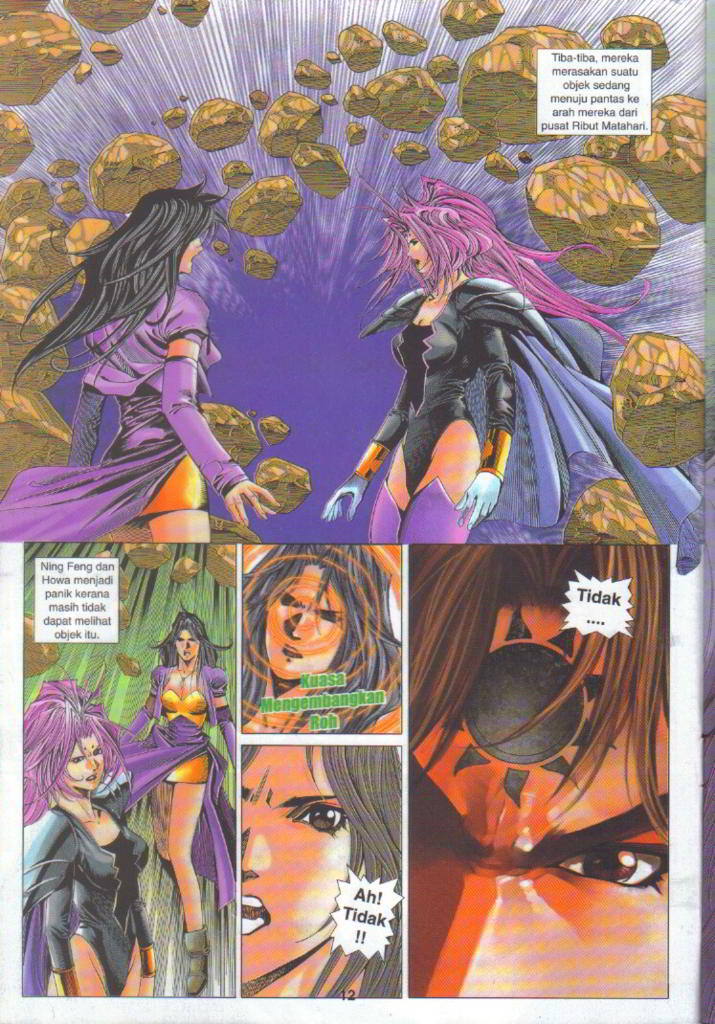 Tiba-tiba, mereka
merasakan suatu
objek sedang
menuju pantas ke
arah mereka dari
pusat Ribut Matahari.
Ning Feng dan
Howa menjadi
panik kerana
masih tidak
dapat melihat
objek itu.
Kuasa
Mengembangkan
Roh
Ah!
Tidak
!!
Tidak
....
12